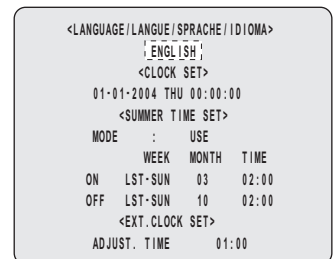 <LANGUAGE/LANGUE/SPRACHE/IDIOMA>
ENGLISH
<CLOCK SET>
01-01-2004 THU 00:00:00
<SUMMER TIME SET>
MODE : USE
WEEK MONTH TIME
ON LST-SUN 03 02:00
OFF LST-SUN 10 02:00
<EXT.CLOCK SET>
ADJUST. TIME 01:00